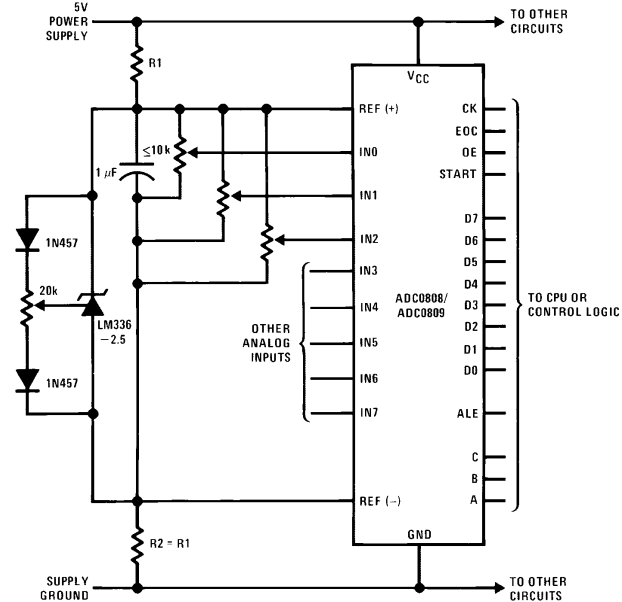 5V
POWER
SUPPLY
TO OTHER
CIRCUITS
R1
VCC
REF (+)
CK
EOC
≤10k
IN0
OE
1 µF
START
IN1
D7
1N457
IN2
D6
IN3
D5
20k
D4
LM336
−2.5
IN4
ADC0808/
ADC0809
D3
TO CPU OR
CONTROL LOGIC
OTHER
ANALOG
INPUTS
IN5
D2
D1
1N457
IN6
D0
IN7
ALE
C
B
REF (−)
A
R2 = R1
GND
SUPPLY
GROUND
TO OTHER
CIRCUITS